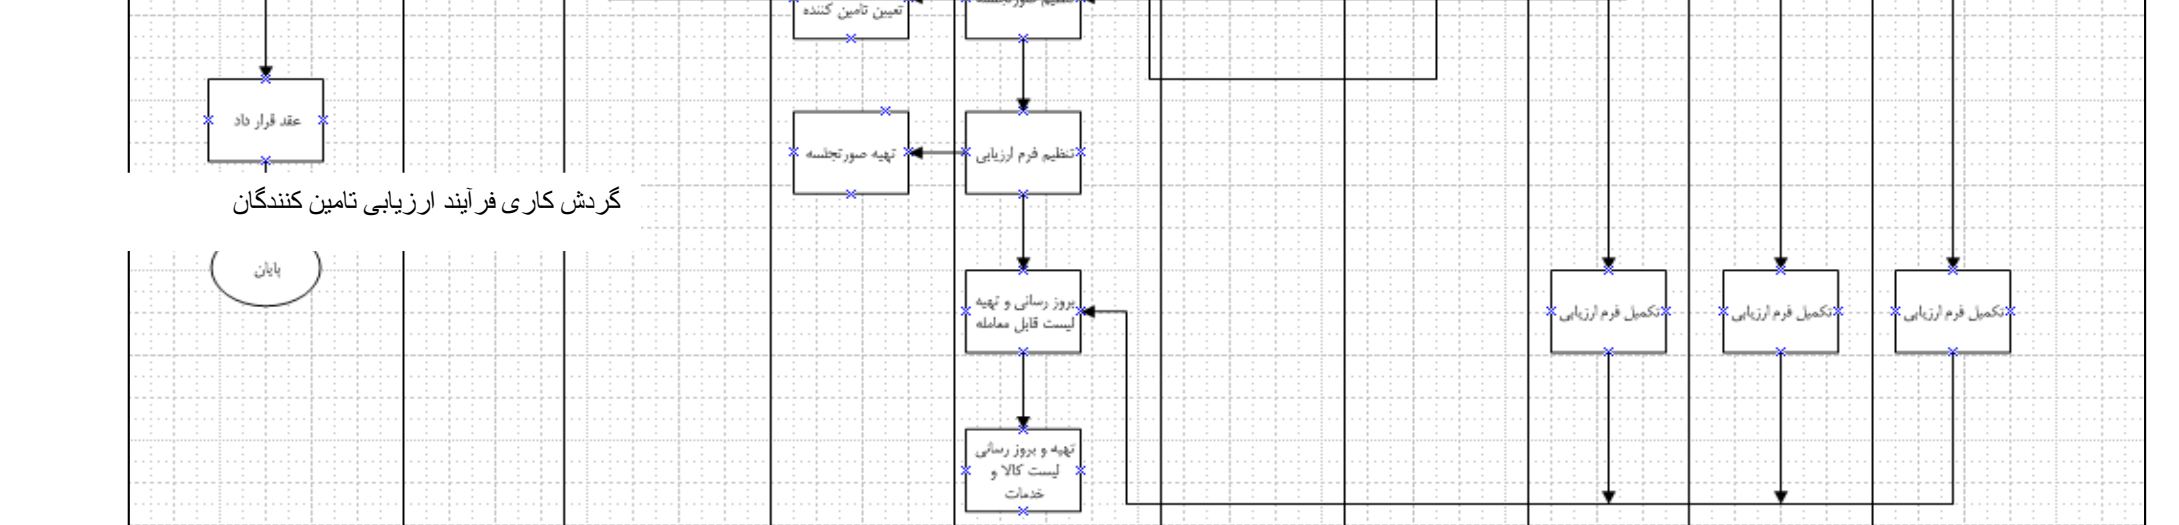 تعیین تامین کننده
تنظیم صورتجلسه
عقد قرار داد
تهیه صورتجلسه
تنظیم فرم ارزیابی
گردش کاری فرآیند ارزیابی تامین کنندگان
پایان
بروز رسانی و تهیه
لیست قابل معامله
تکمیل فرم ارزیابی
تکمیل فرم ارزیابی
تکمیل فرم ارزیابی
تهیه و بروز رسانی
لیست کالا و
خدمات